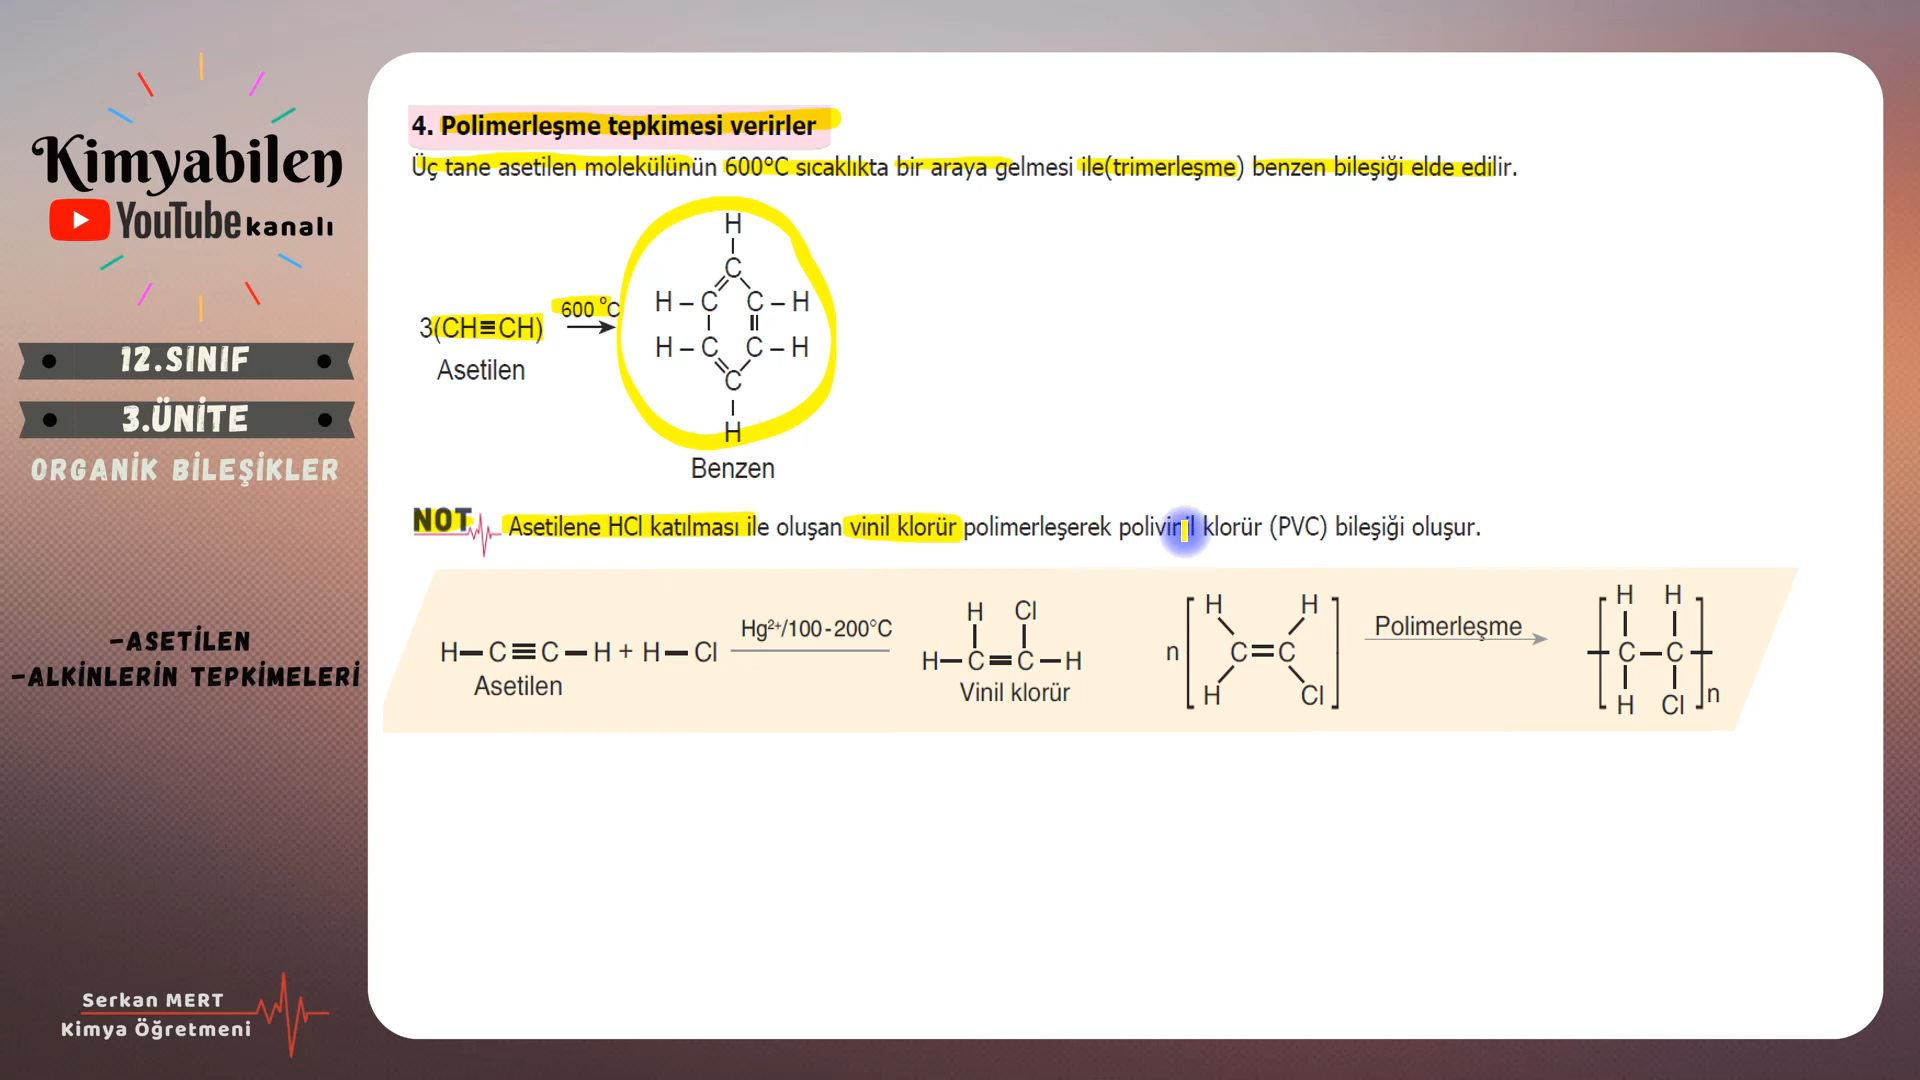 Kimyabilen
YouTube kanalı
12.SINIF
3.ÜNİTE
ORGANİK BİLEŞİKLER
-ASETİLEN
-ALKİNLERİN TEPKİMELERİ
Serkan MERT
Kimya Öğretmeni
4. Polimerleşme tepkimesi verirler
Üç tane asetilen molekülünün 600°C sıcaklıkta bir araya gelmesi ile(trimerleşme) benzen bileşiği elde edilir.
3(CH≡CH)
Asetilen
600 °C
H
C
H – C C – H
H – C C – H
C
H
Benzen
NOT Asetilene HCl katılması ile oluşan vinil klorür polimerleşerek polivinil klorür (PVC) bileşiği oluşur.
H — C ≡ C — H + H — Cl
Asetilen
Hg²⁺/100-200°C
H Cl
H — C = C — H
Vinil klorür
H H
n C = C
H Cl
Polimerleşme
H H
— C — C —
H Cl n